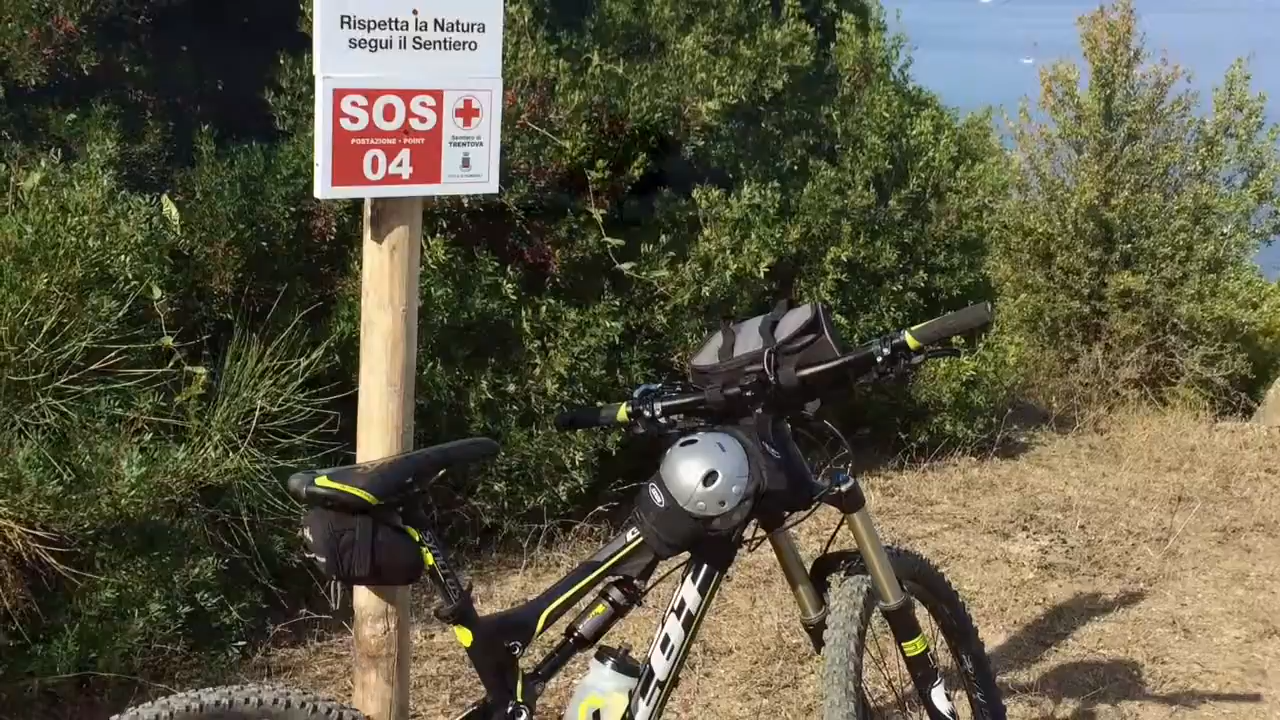 Rispetta la Natura
segui il Sentiero
SOS
POSTAZIONE • POINT
04
Sentiero di
TRENTOVA